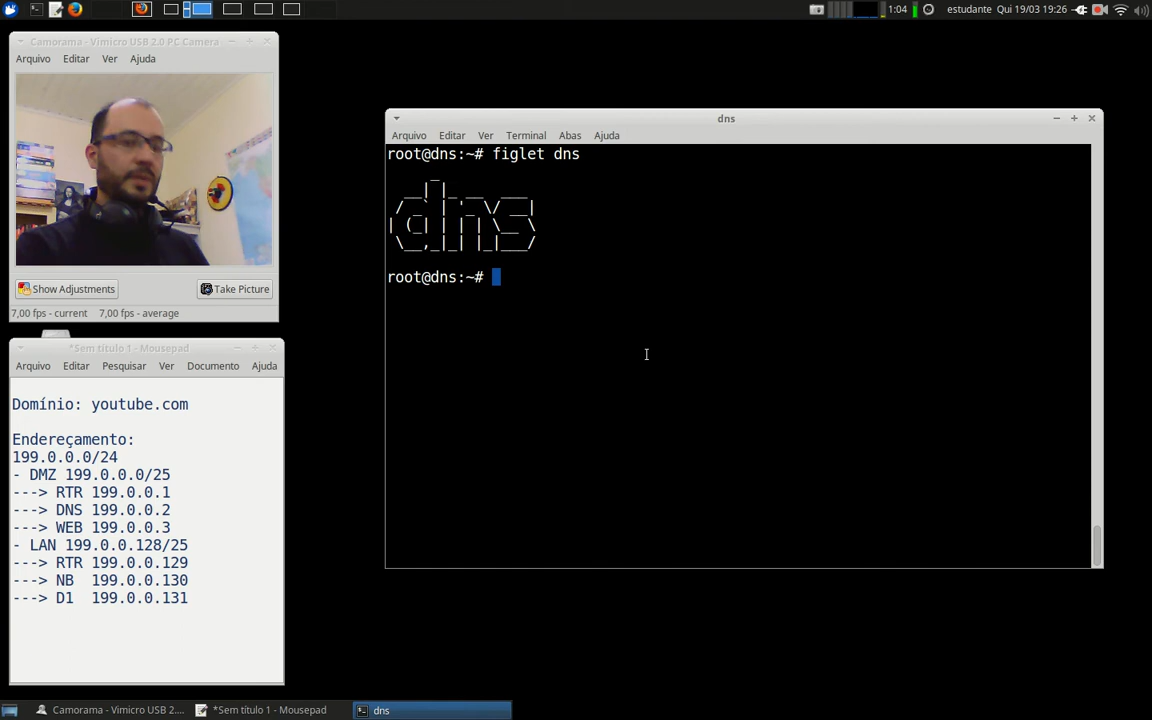 1:04 estudante Qui 19/03 19:26
Camorama - Vimicro USB 2.0 PC Camera
Arquivo Editar Ver Ajuda
Show Adjustments Take Picture
7,00 fps - current 7,00 fps - average
*Sem título 1 - Mousepad
Arquivo Editar Pesquisar Ver Documento Ajuda
Domínio: youtube.com
Endereçamento:
199.0.0.0/24
- DMZ 199.0.0.0/25
---> RTR 199.0.0.1
---> DNS 199.0.0.2
---> WEB 199.0.0.3
- LAN 199.0.0.128/25
---> RTR 199.0.0.129
---> NB 199.0.0.130
---> D1 199.0.0.131
dns
Arquivo Editar Ver Terminal Abas Ajuda
root@dns:~# figlet dns
dns
root@dns:~#
Camorama - Vimicro USB 2.... *Sem título 1 - Mousepad dns